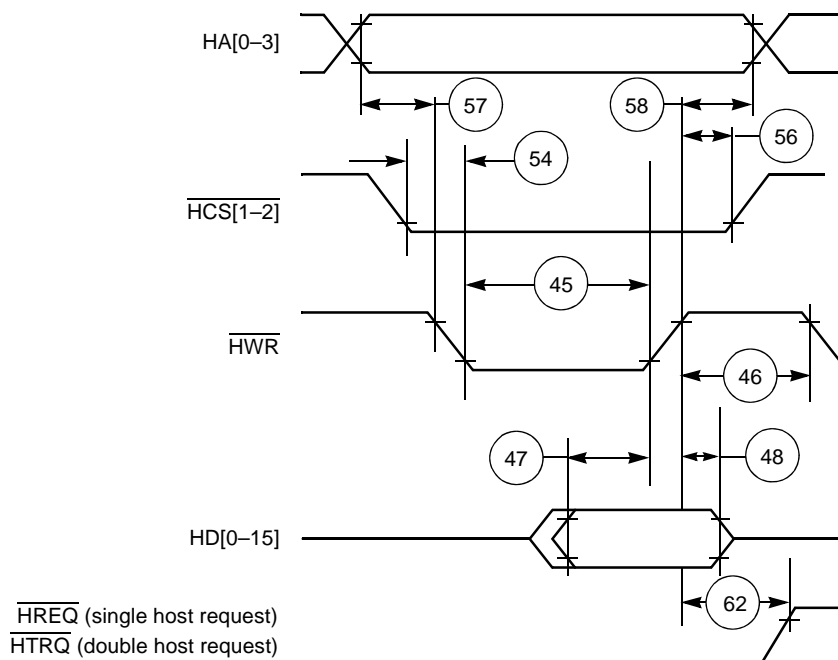 HA[0–3]
57
58
56
54
HCS[1–2]
45
HWR
46
47
48
HD[0–15]
62
HREQ (single host request)
HTRQ (double host request)